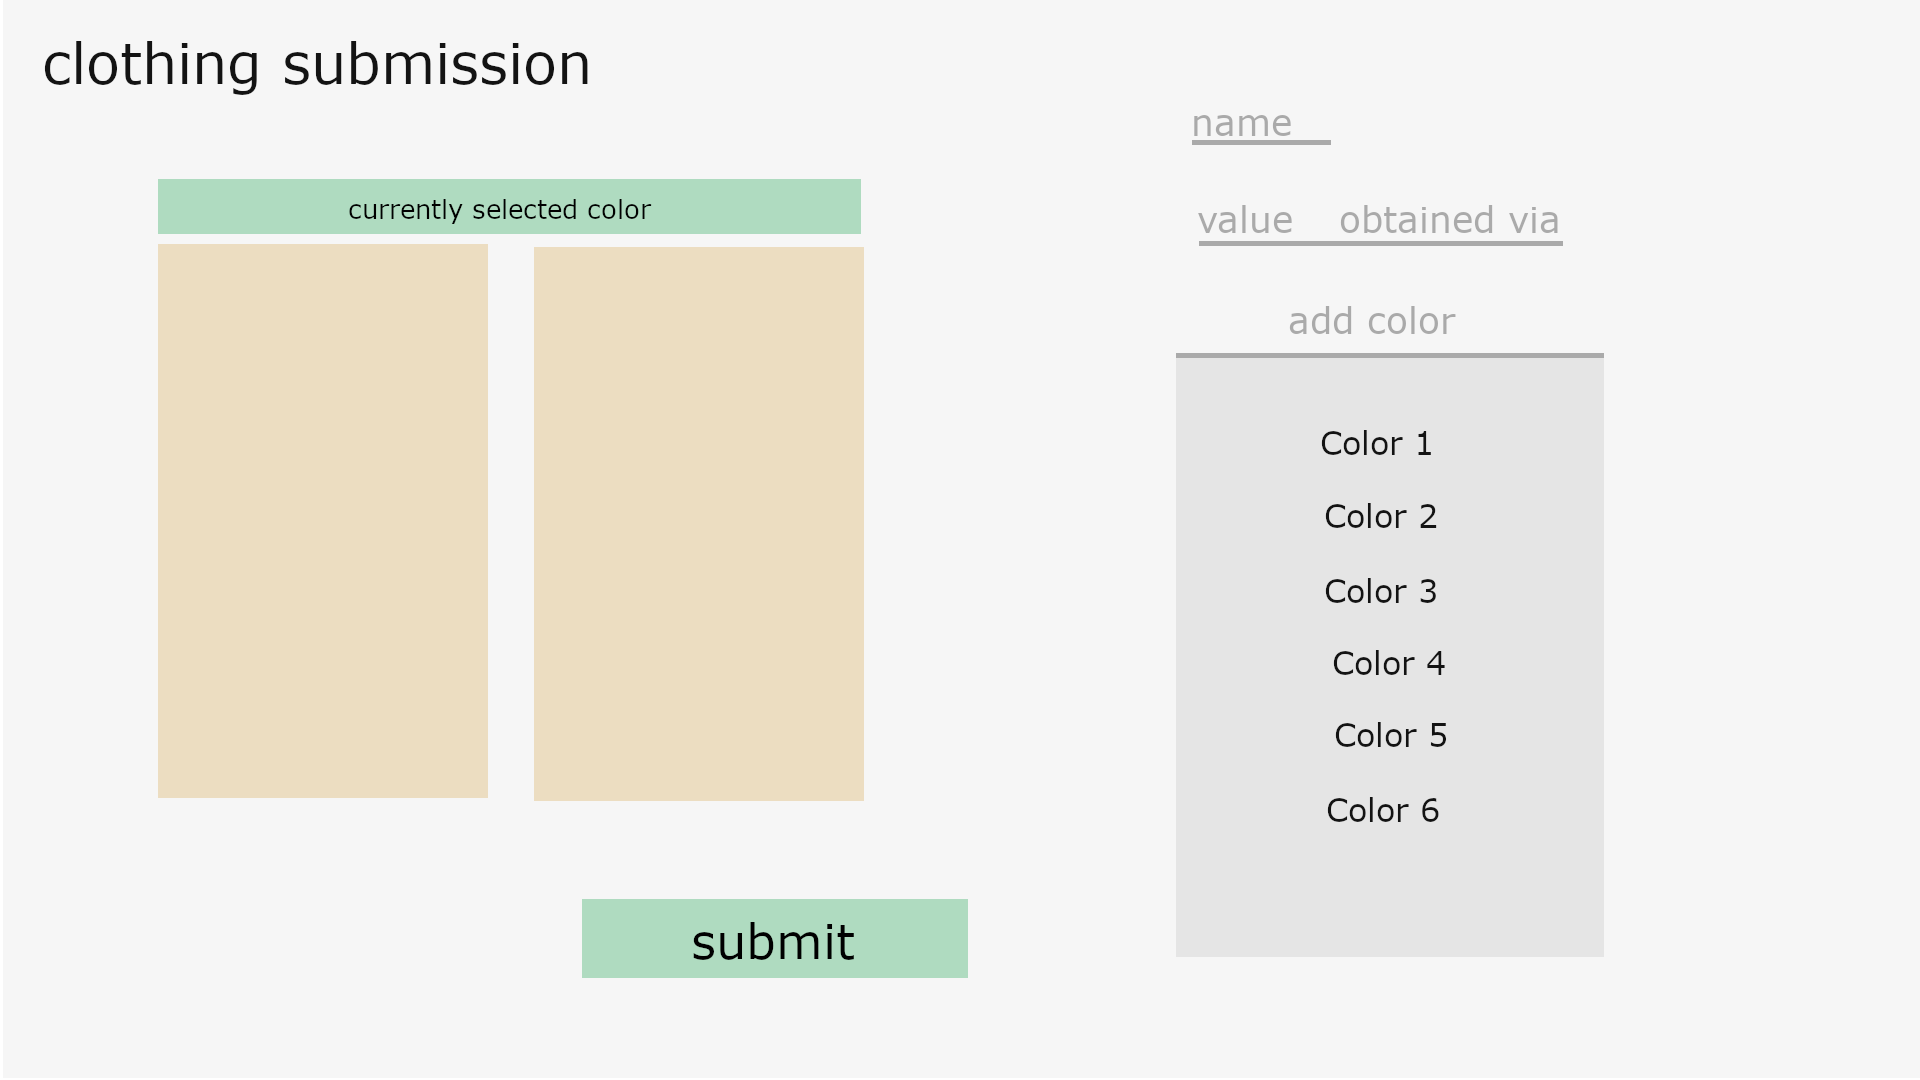 clothing submission
currently selected color
submit
name
value obtained via
add color
Color 1
Color 2
Color 3
Color 4
Color 5
Color 6